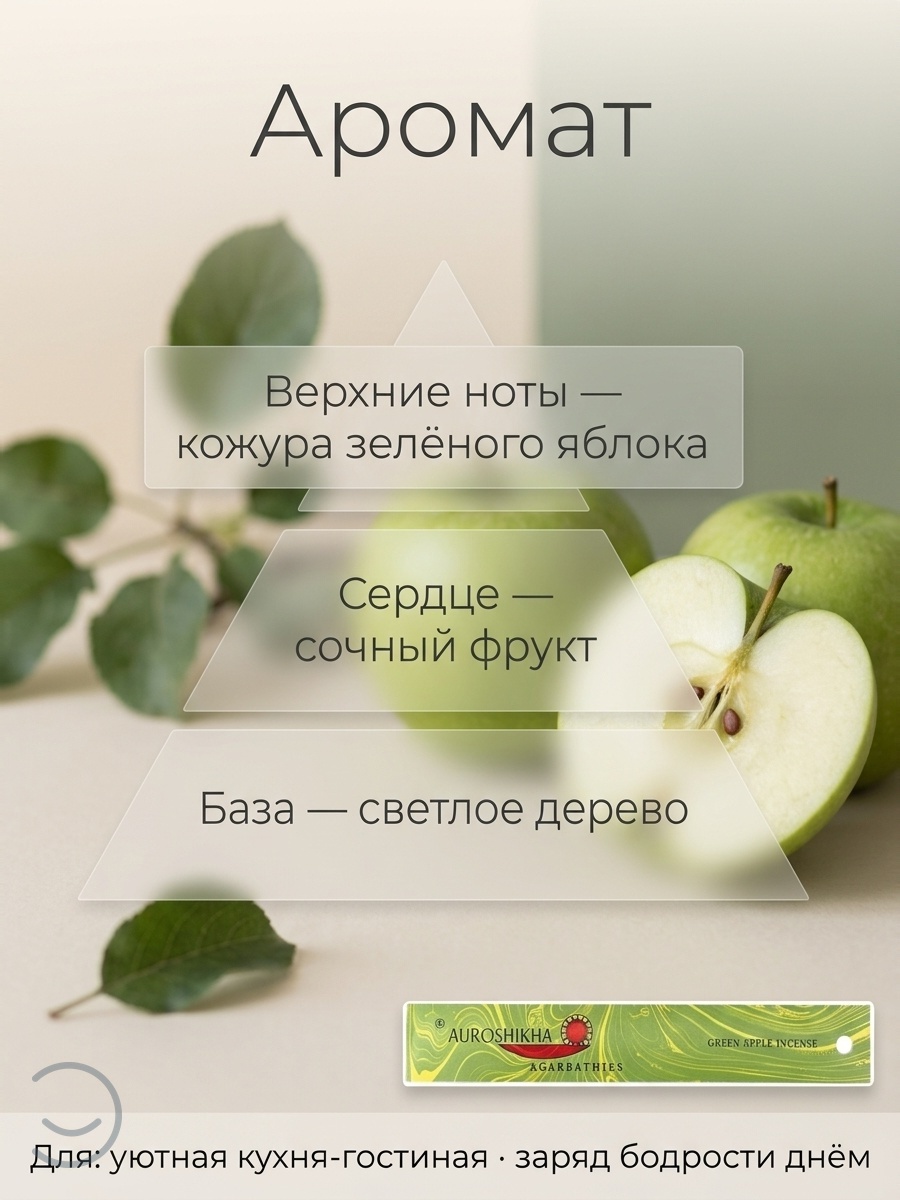 Аромат
Верхние ноты —
кожура зелёного яблока
Сердце —
сочный фрукт
База — светлое дерево
AUROSHIKHA
AGARBATHIES
GREEN APPLE INCENSE
Для: уютная кухня-гостиная · заряд бодрости днём